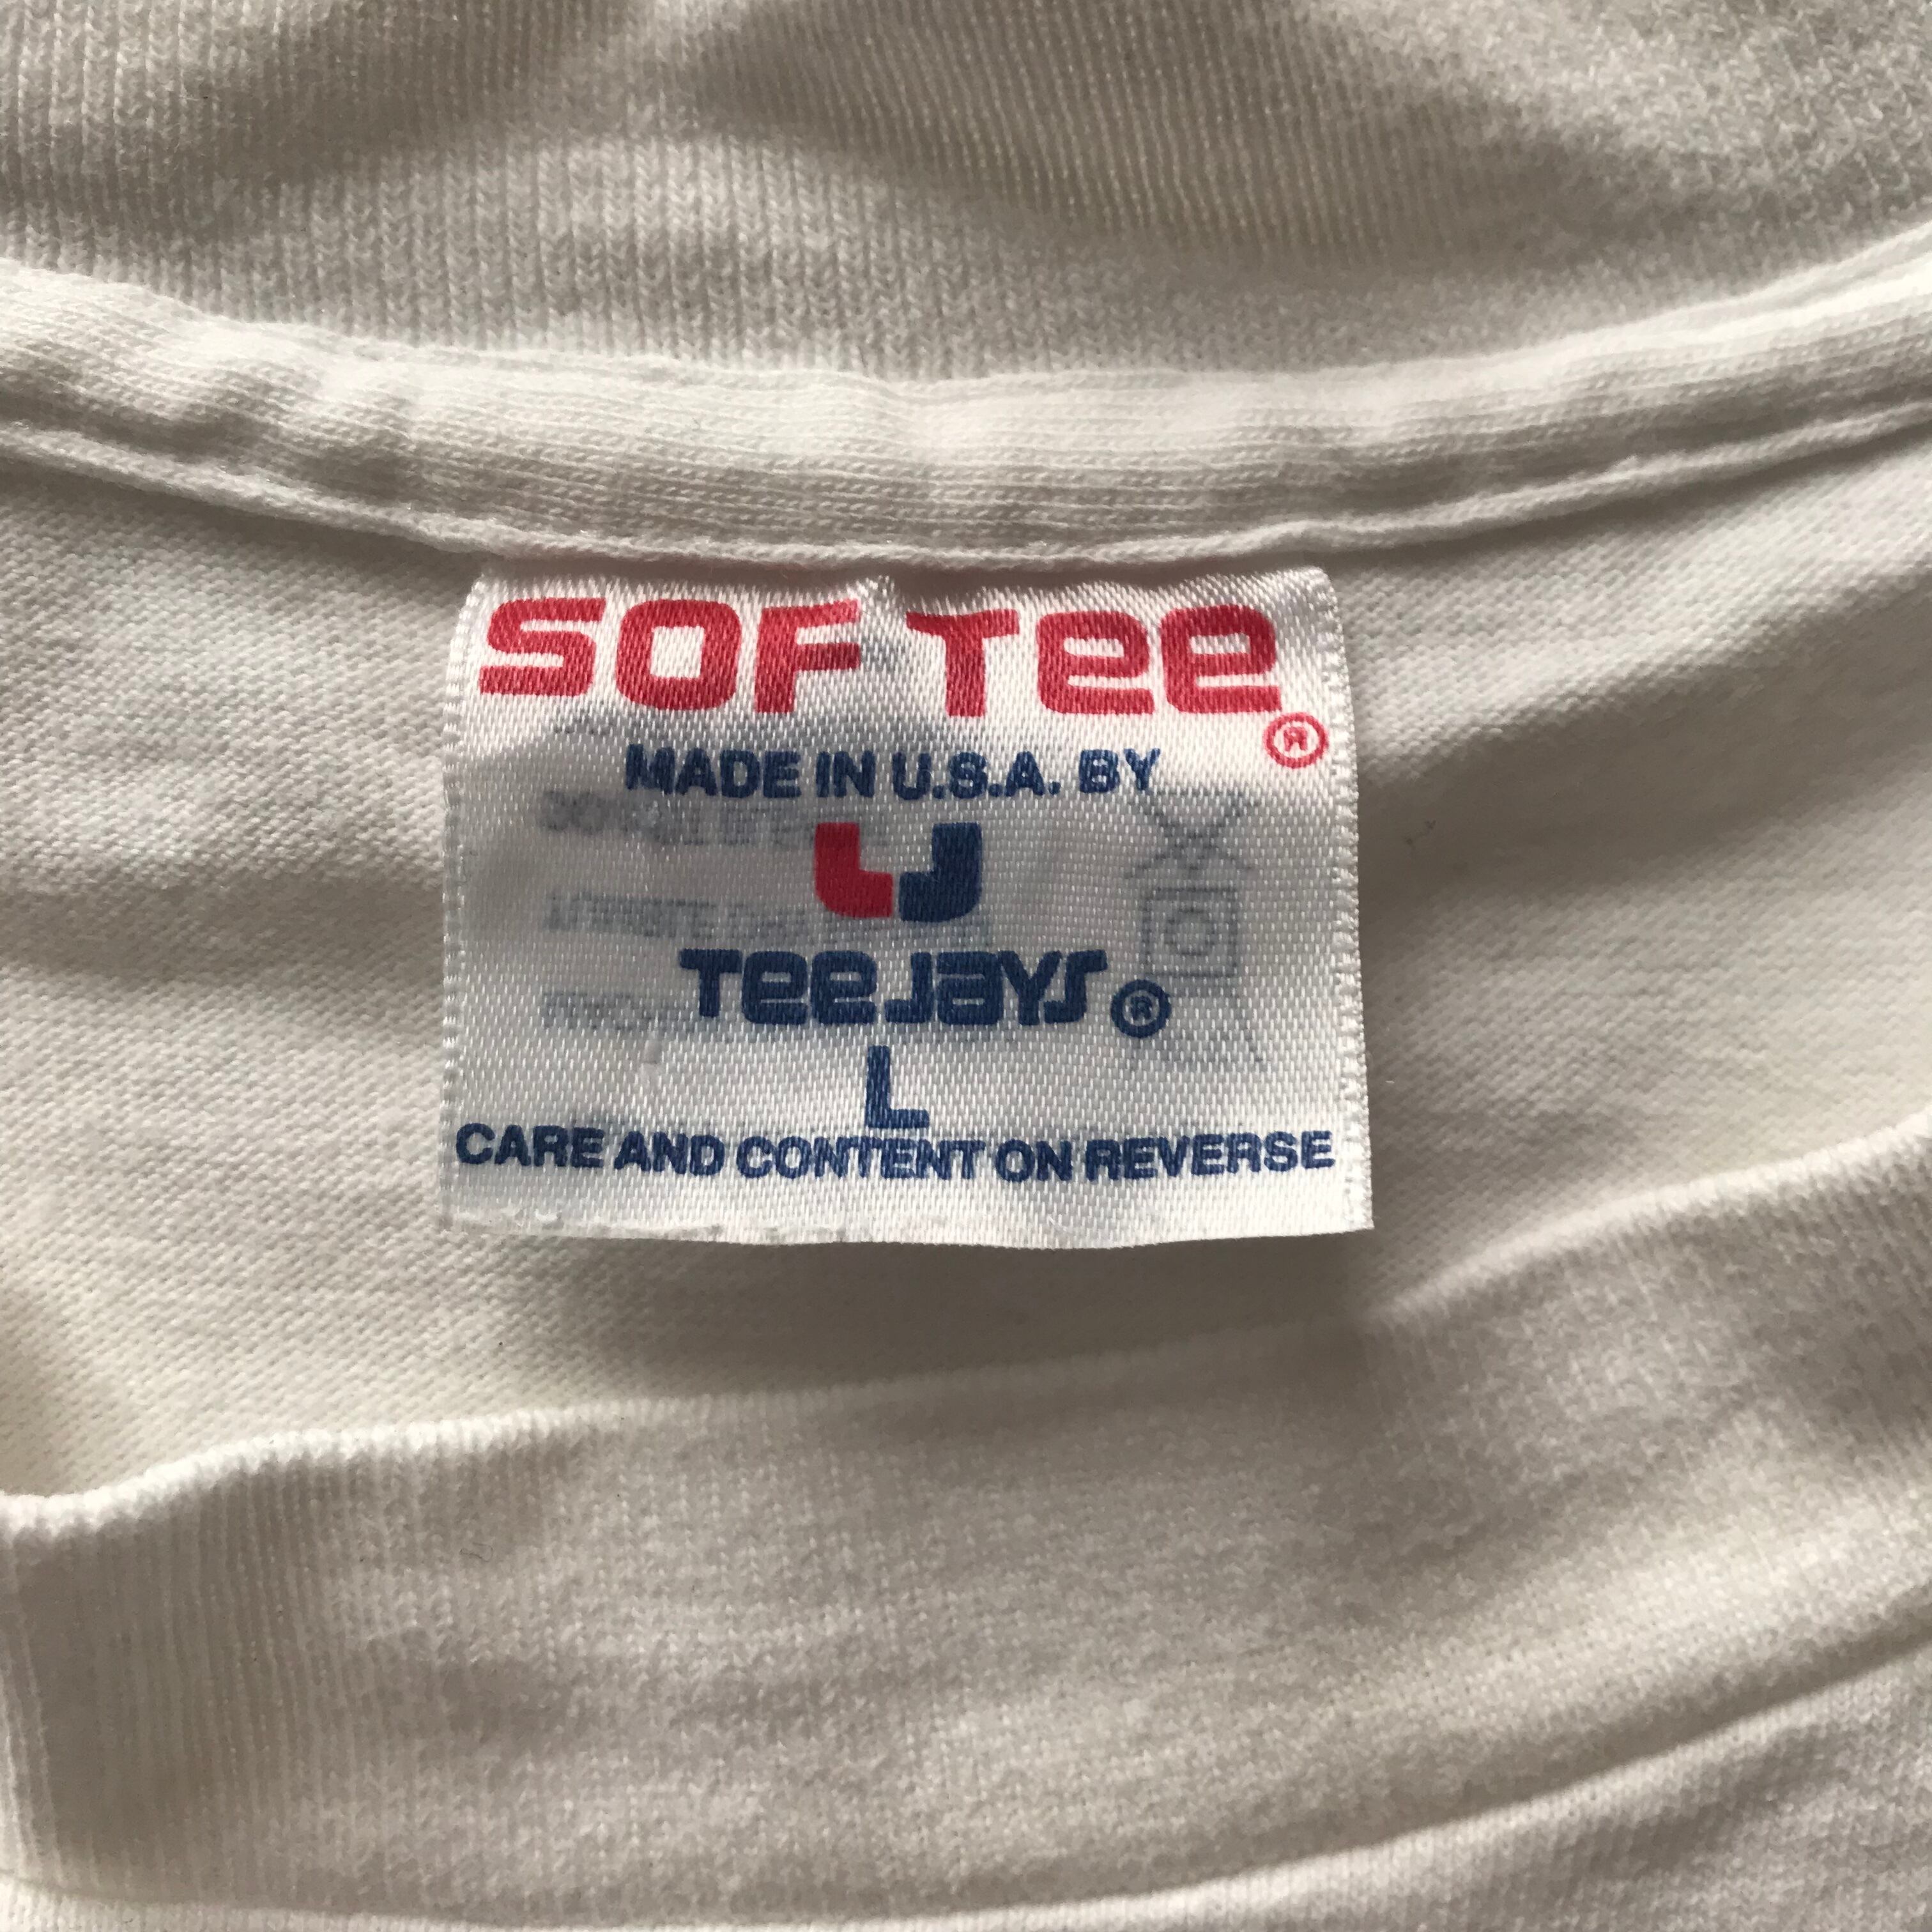 SOF TEE ®
MADE IN U.S.A. BY
TEE JAYS ®
L
CARE AND CONTENT ON REVERSE